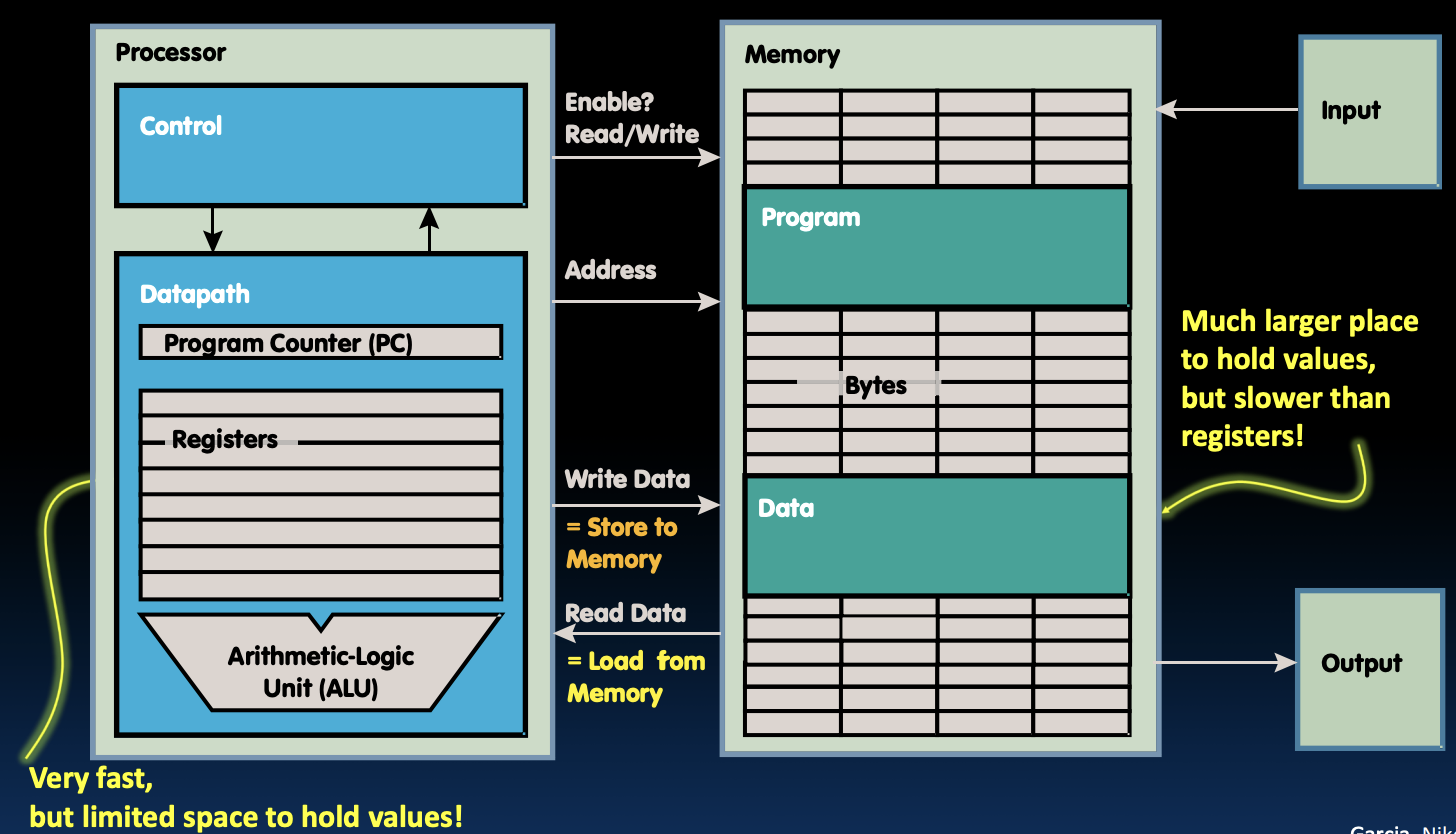 Processor
Control
Datapath
Program Counter (PC)
Registers
Arithmetic-Logic
Unit (ALU)
Very fast,
but limited space to hold values!
Enable?
Read/Write
Address
Write Data
= Store to
Memory
Read Data
= Load fom
Memory
Memory
Program
Bytes
Data
Input
Much larger place
to hold values,
but slower than
registers!
Output
Garcia,